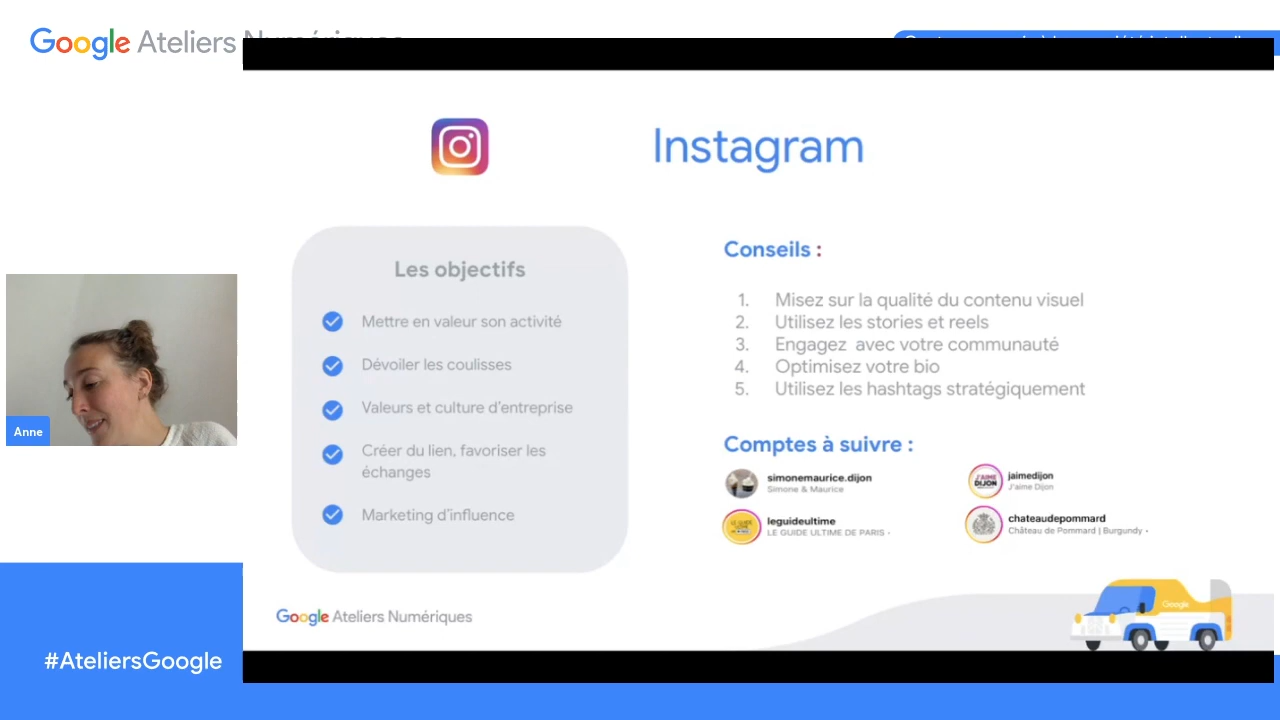 Google Ateliers
Instagram
Les objectifs
Mettre en valeur son activité
Dévoiler les coulisses
Valeurs et culture d'entreprise
Créer du lien, favoriser les
échanges
Marketing d'influence
Conseils :
1. Misez sur la qualité du contenu visuel
2. Utilisez les stories et reels
3. Engagez avec votre communauté
4. Optimisez votre bio
5. Utilisez les hashtags stratégiquement
Comptes à suivre :
simonemaurice.dijon
Simone & Maurice
J'AIME
DIJON
jaimedijon
J'aime Dijon
leguideultime
LE GUIDE ULTIME DE PARIS •
chateaudepommard
Château de Pommard | Burgundy •
Anne
Google Ateliers Numériques
Google
#AteliersGoogle